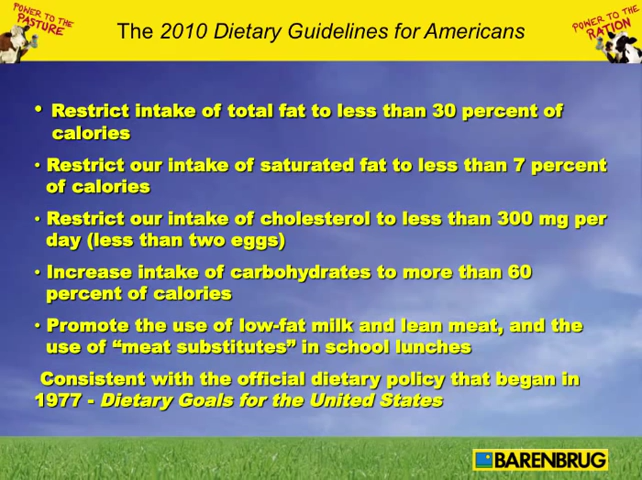 POWER TO THE
PASTURE
The 2010 Dietary Guidelines for Americans
POWER TO THE
RATION
• Restrict intake of total fat to less than 30 percent of
calories
• Restrict our intake of saturated fat to less than 7 percent
of calories
• Restrict our intake of cholesterol to less than 300 mg per
day (less than two eggs)
• Increase intake of carbohydrates to more than 60
percent of calories
• Promote the use of low-fat milk and lean meat, and the
use of “meat substitutes” in school lunches
Consistent with the official dietary policy that began in
1977 - Dietary Goals for the United States
BARENBRUG